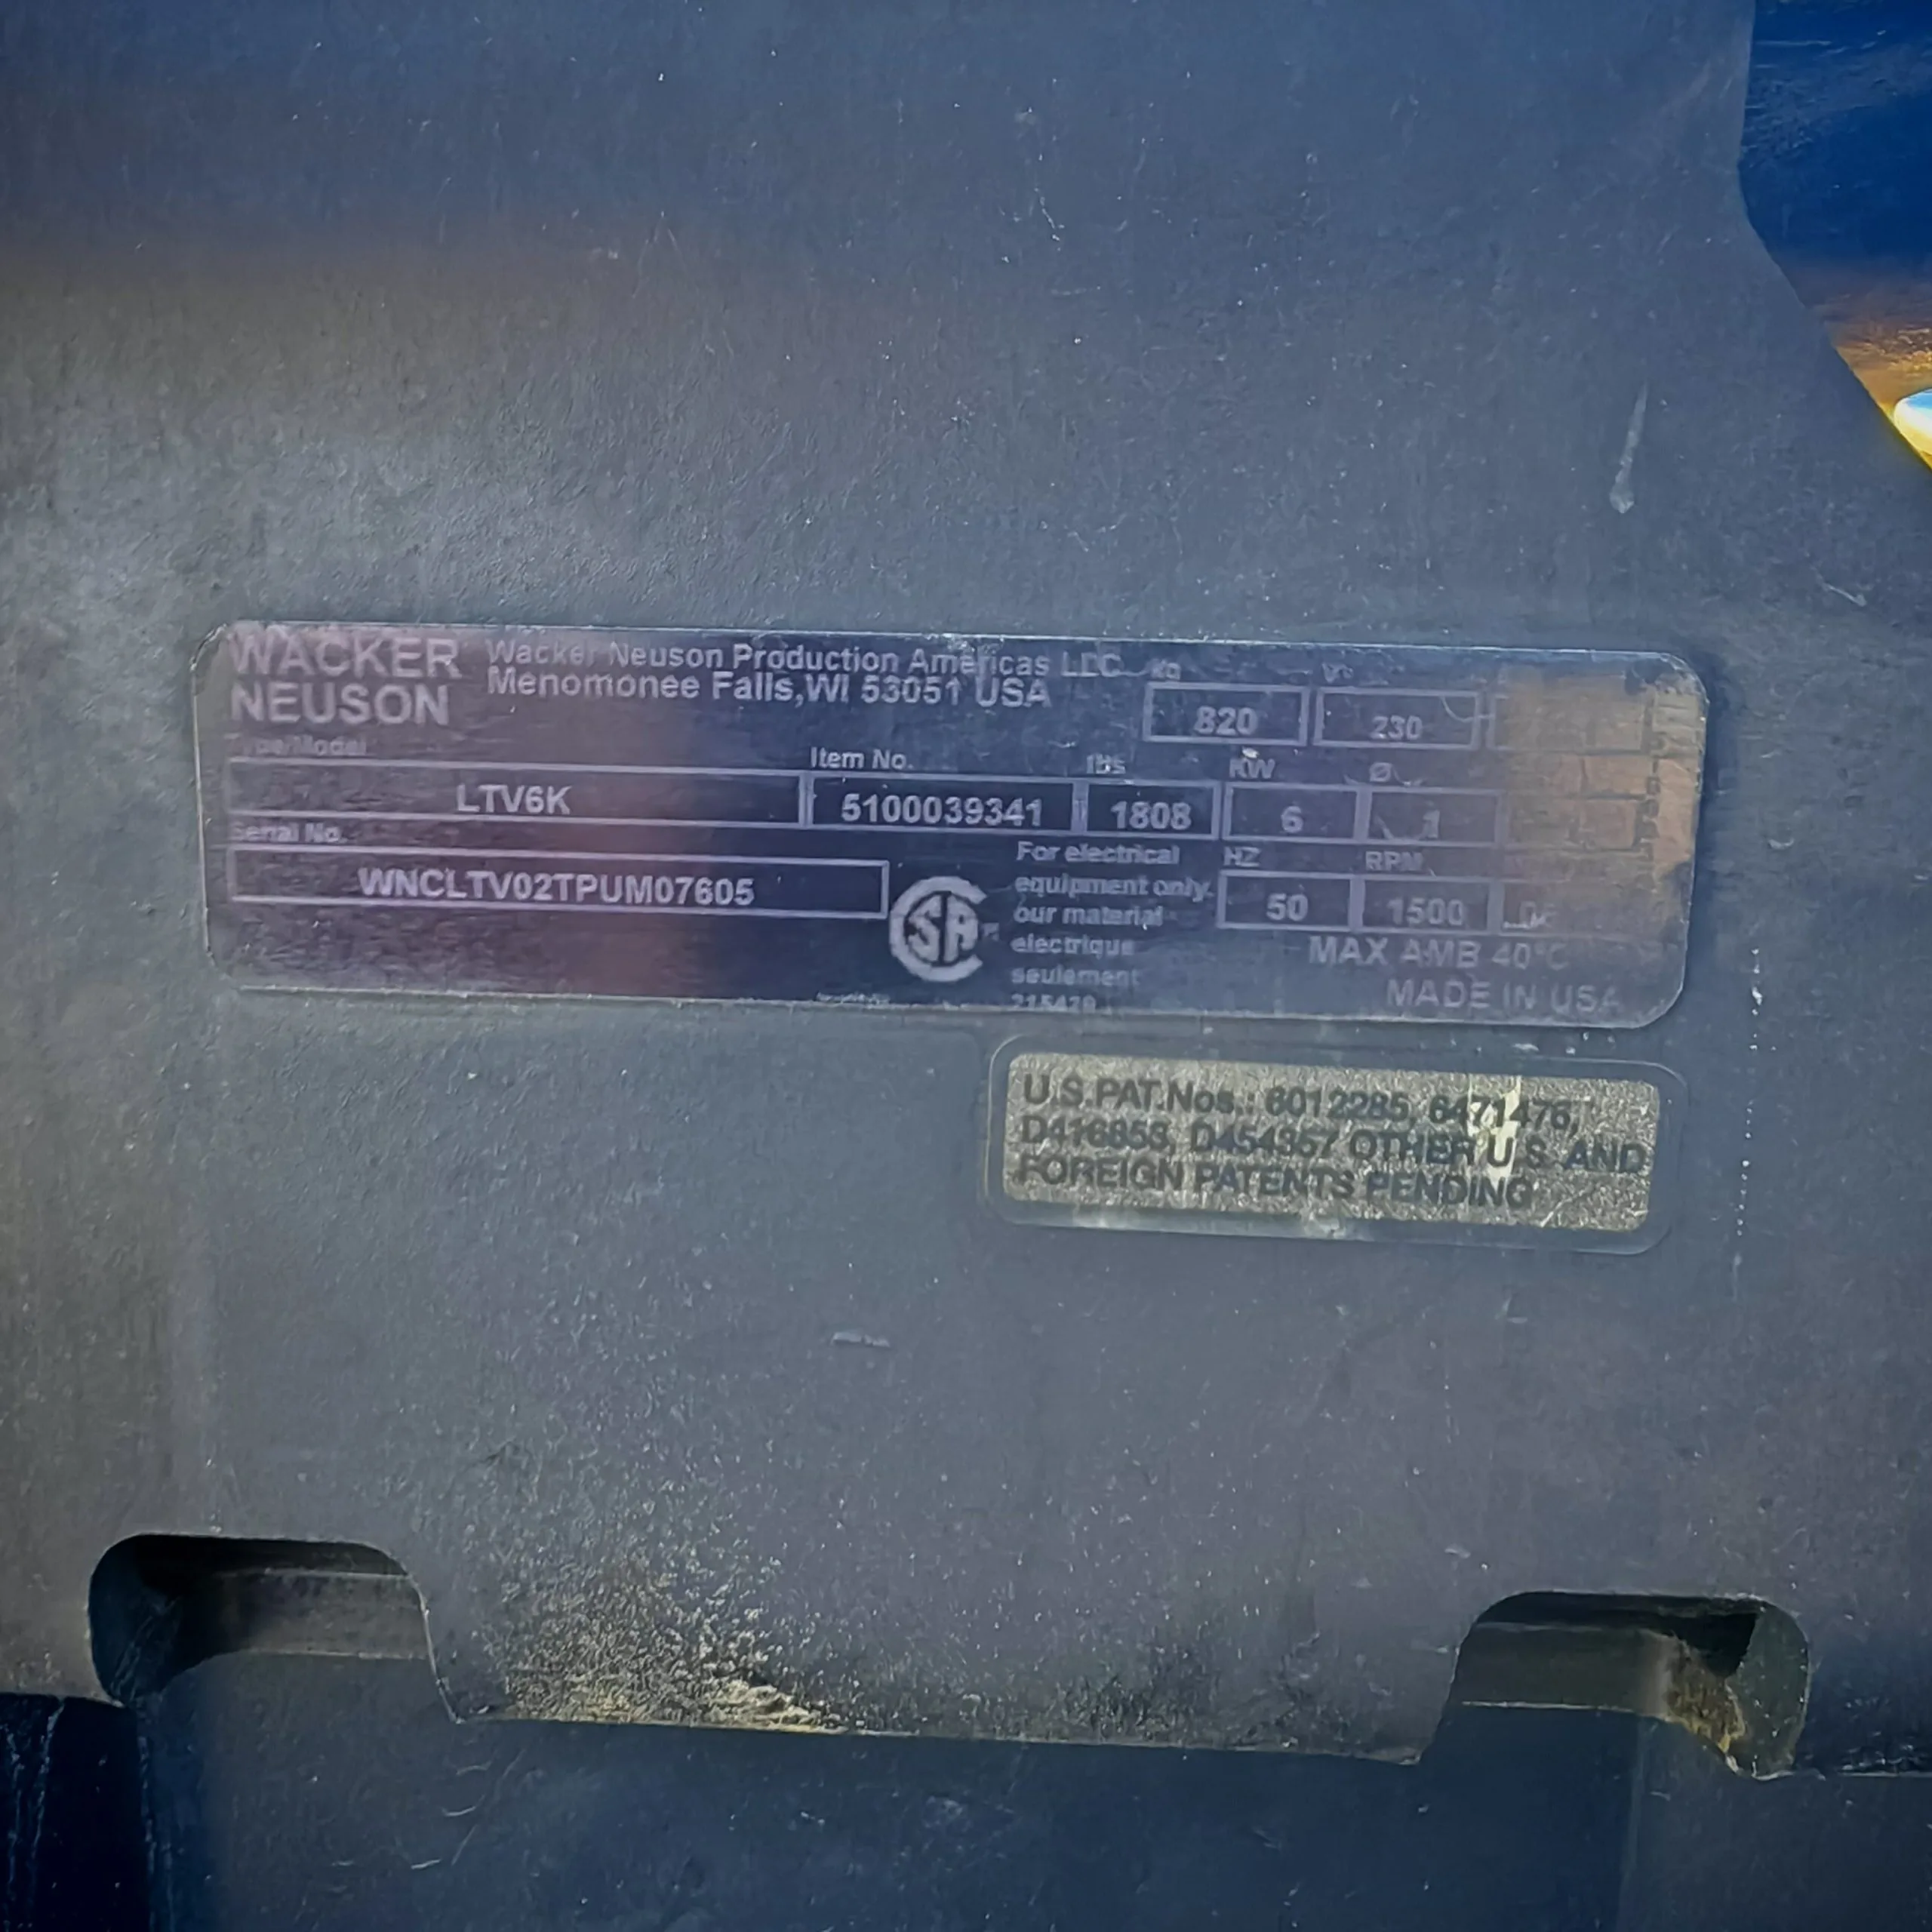 WACKER
NEUSON
Wacker Neuson Production Americas LLC
Menomonee Falls,WI 53051 USA
Kg
V
820
230
Type/Model
Item No.
lbs
KW
Ø
LTV6K
5100039341
1808
6
1
Serial No.
WNCLTV02TPUM07605
For electrical
equipment only.
our material
electrique
seulement
HZ
RPM
50
1500
MAX AMB 40°C
MADE IN USA
U.S.PAT.Nos.: 6012285, 6471476,
OTHER U.S. AND
FOREIGN PATENTS PENDING